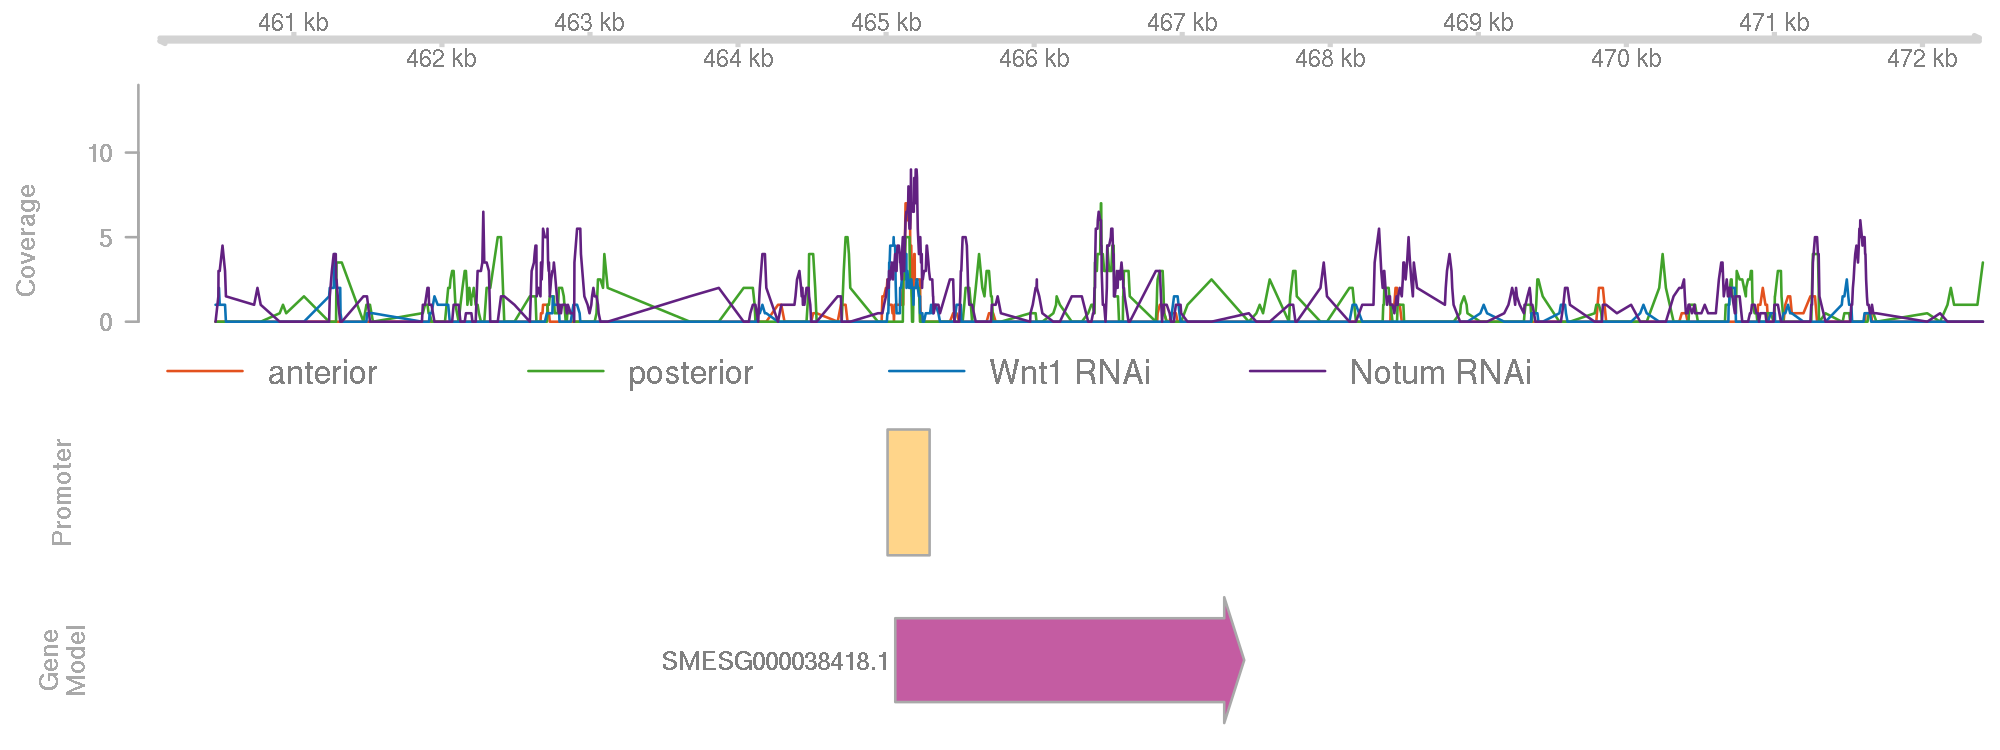 461 kb 463 kb 465 kb 467 kb 469 kb 471 kb
462 kb 464 kb 466 kb 468 kb 470 kb 472 kb
Coverage
10
5
0
anterior posterior Wnt1 RNAi Notum RNAi
Promoter
Gene
Model
SMESG000038418.1